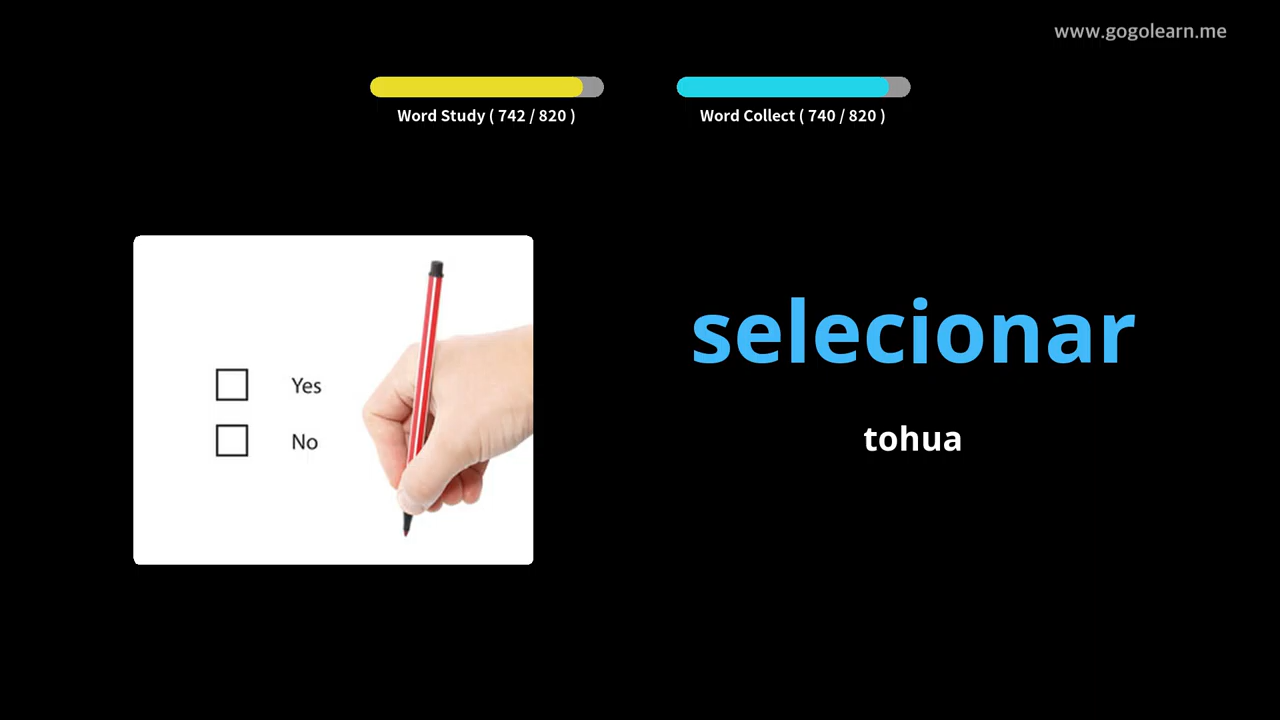 www.gogolearn.me
Word Study ( 742 / 820 )
Word Collect ( 740 / 820 )
Yes
No
selecionar
tohua